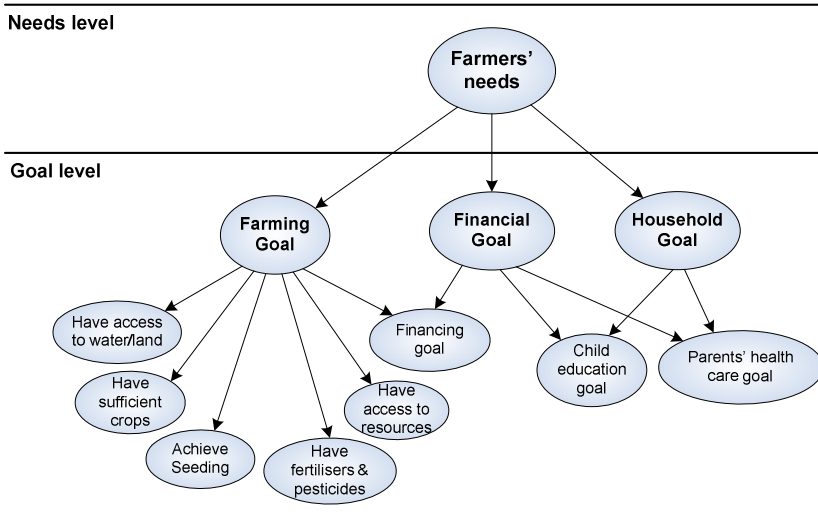 Needs level
Farmers'
needs
Goal level
Farming
Goal
Financial
Goal
Household
Goal
Have access
to water/land
Financing
goal
Child
education
goal
Parents' health
care goal
Have
sufficient
crops
Have
access to
resources
Achieve
Seeding
Have
fertilisers &
pesticides